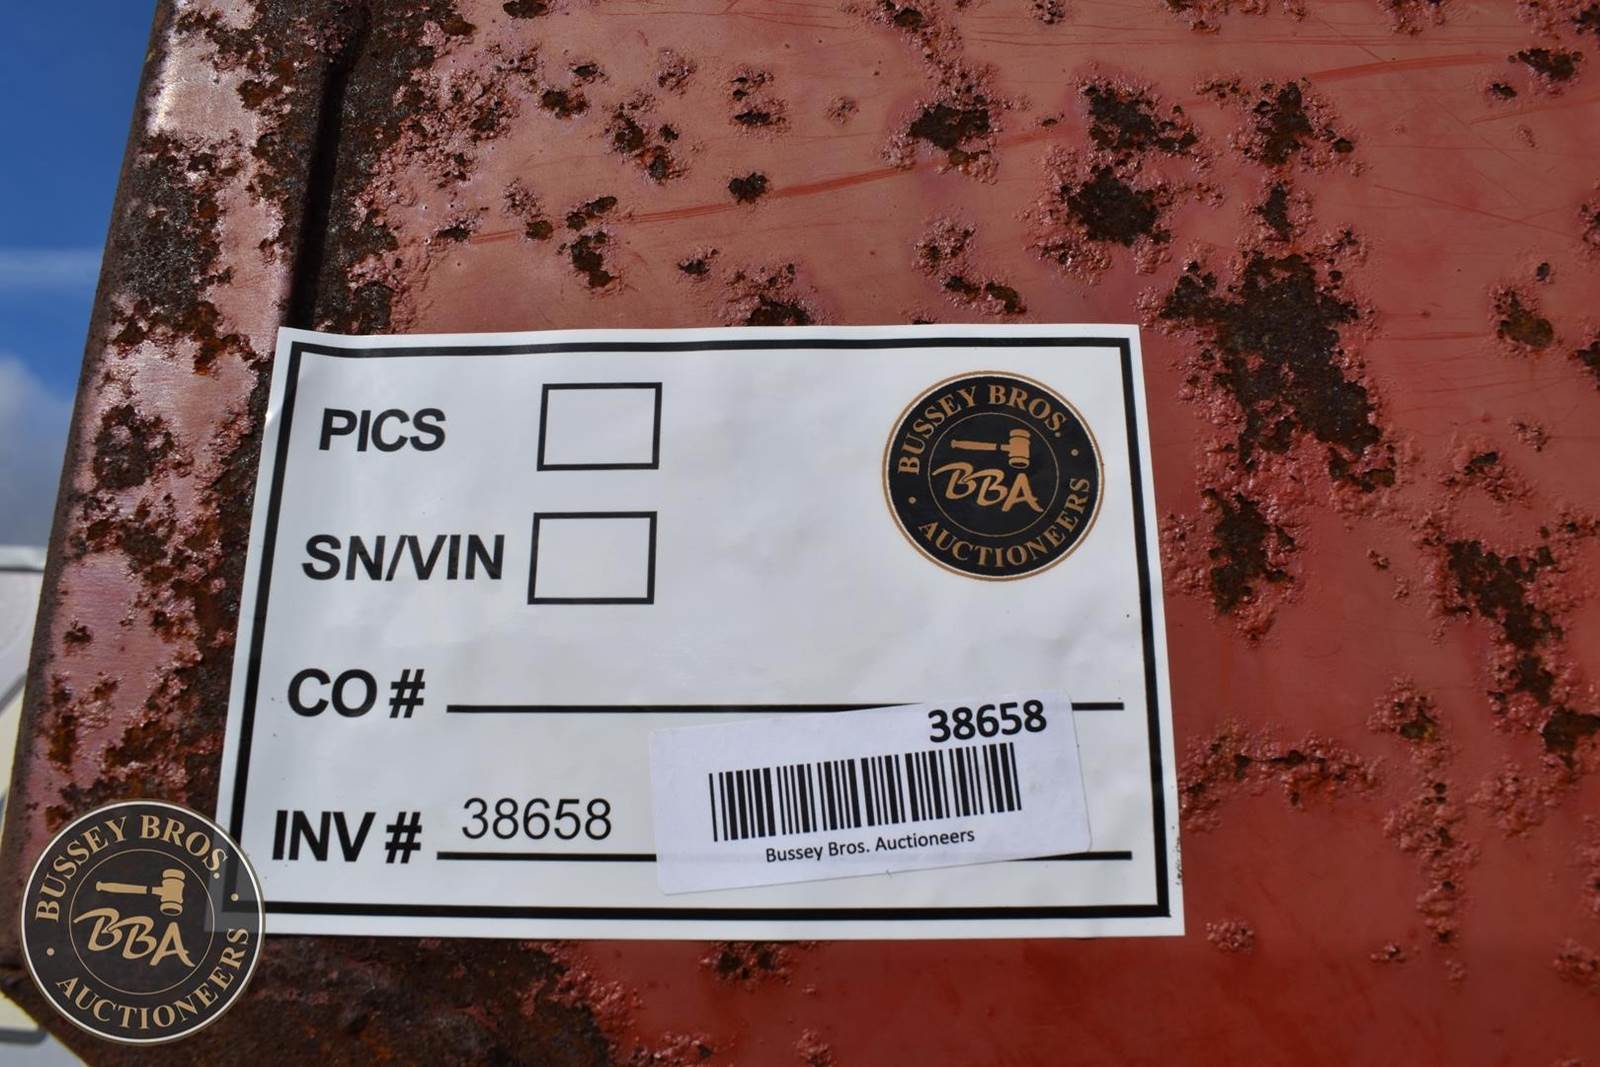 PICS
BUSSEY BROS.
BBA
AUCTIONEERS
SN/VIN
CO #
38658
INV # 38658
Bussey Bros. Auctioneers
BUSSEY BROS.
BBA
AUCTIONEERS